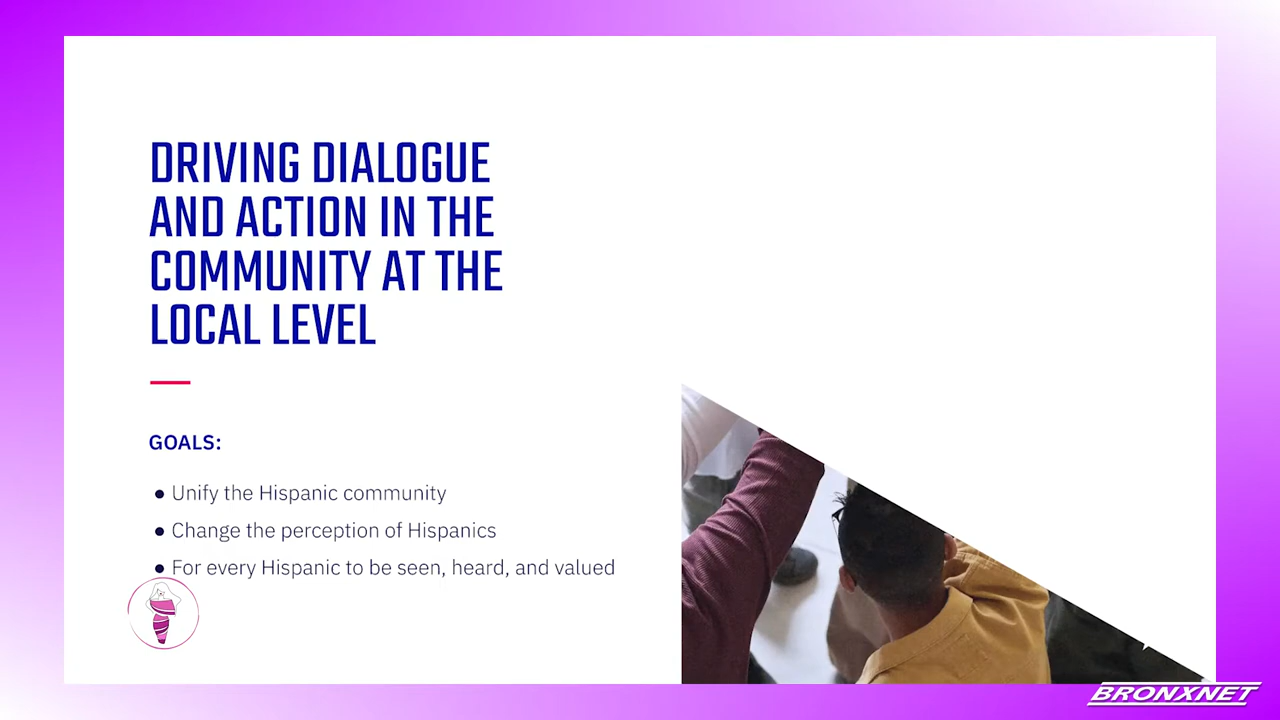 DRIVING DIALOGUE
AND ACTION IN THE
COMMUNITY AT THE
LOCAL LEVEL
GOALS:
● Unify the Hispanic community
● Change the perception of Hispanics
● For every Hispanic to be seen, heard, and valued
BRONXNET